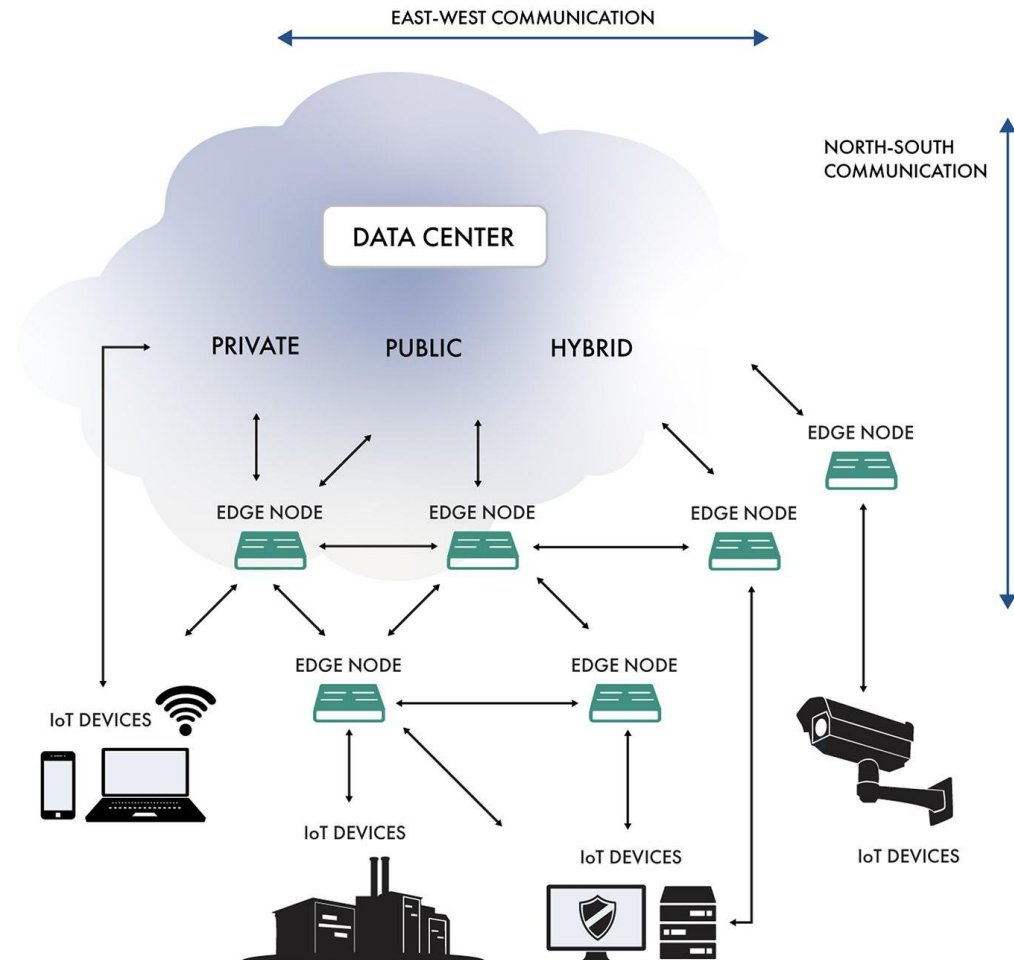 EAST-WEST COMMUNICATION
NORTH-SOUTH
COMMUNICATION
DATA CENTER
PRIVATE
PUBLIC
HYBRID
EDGE NODE
EDGE NODE
EDGE NODE
EDGE NODE
EDGE NODE
EDGE NODE
IoT DEVICES
IoT DEVICES
IoT DEVICES
IoT DEVICES